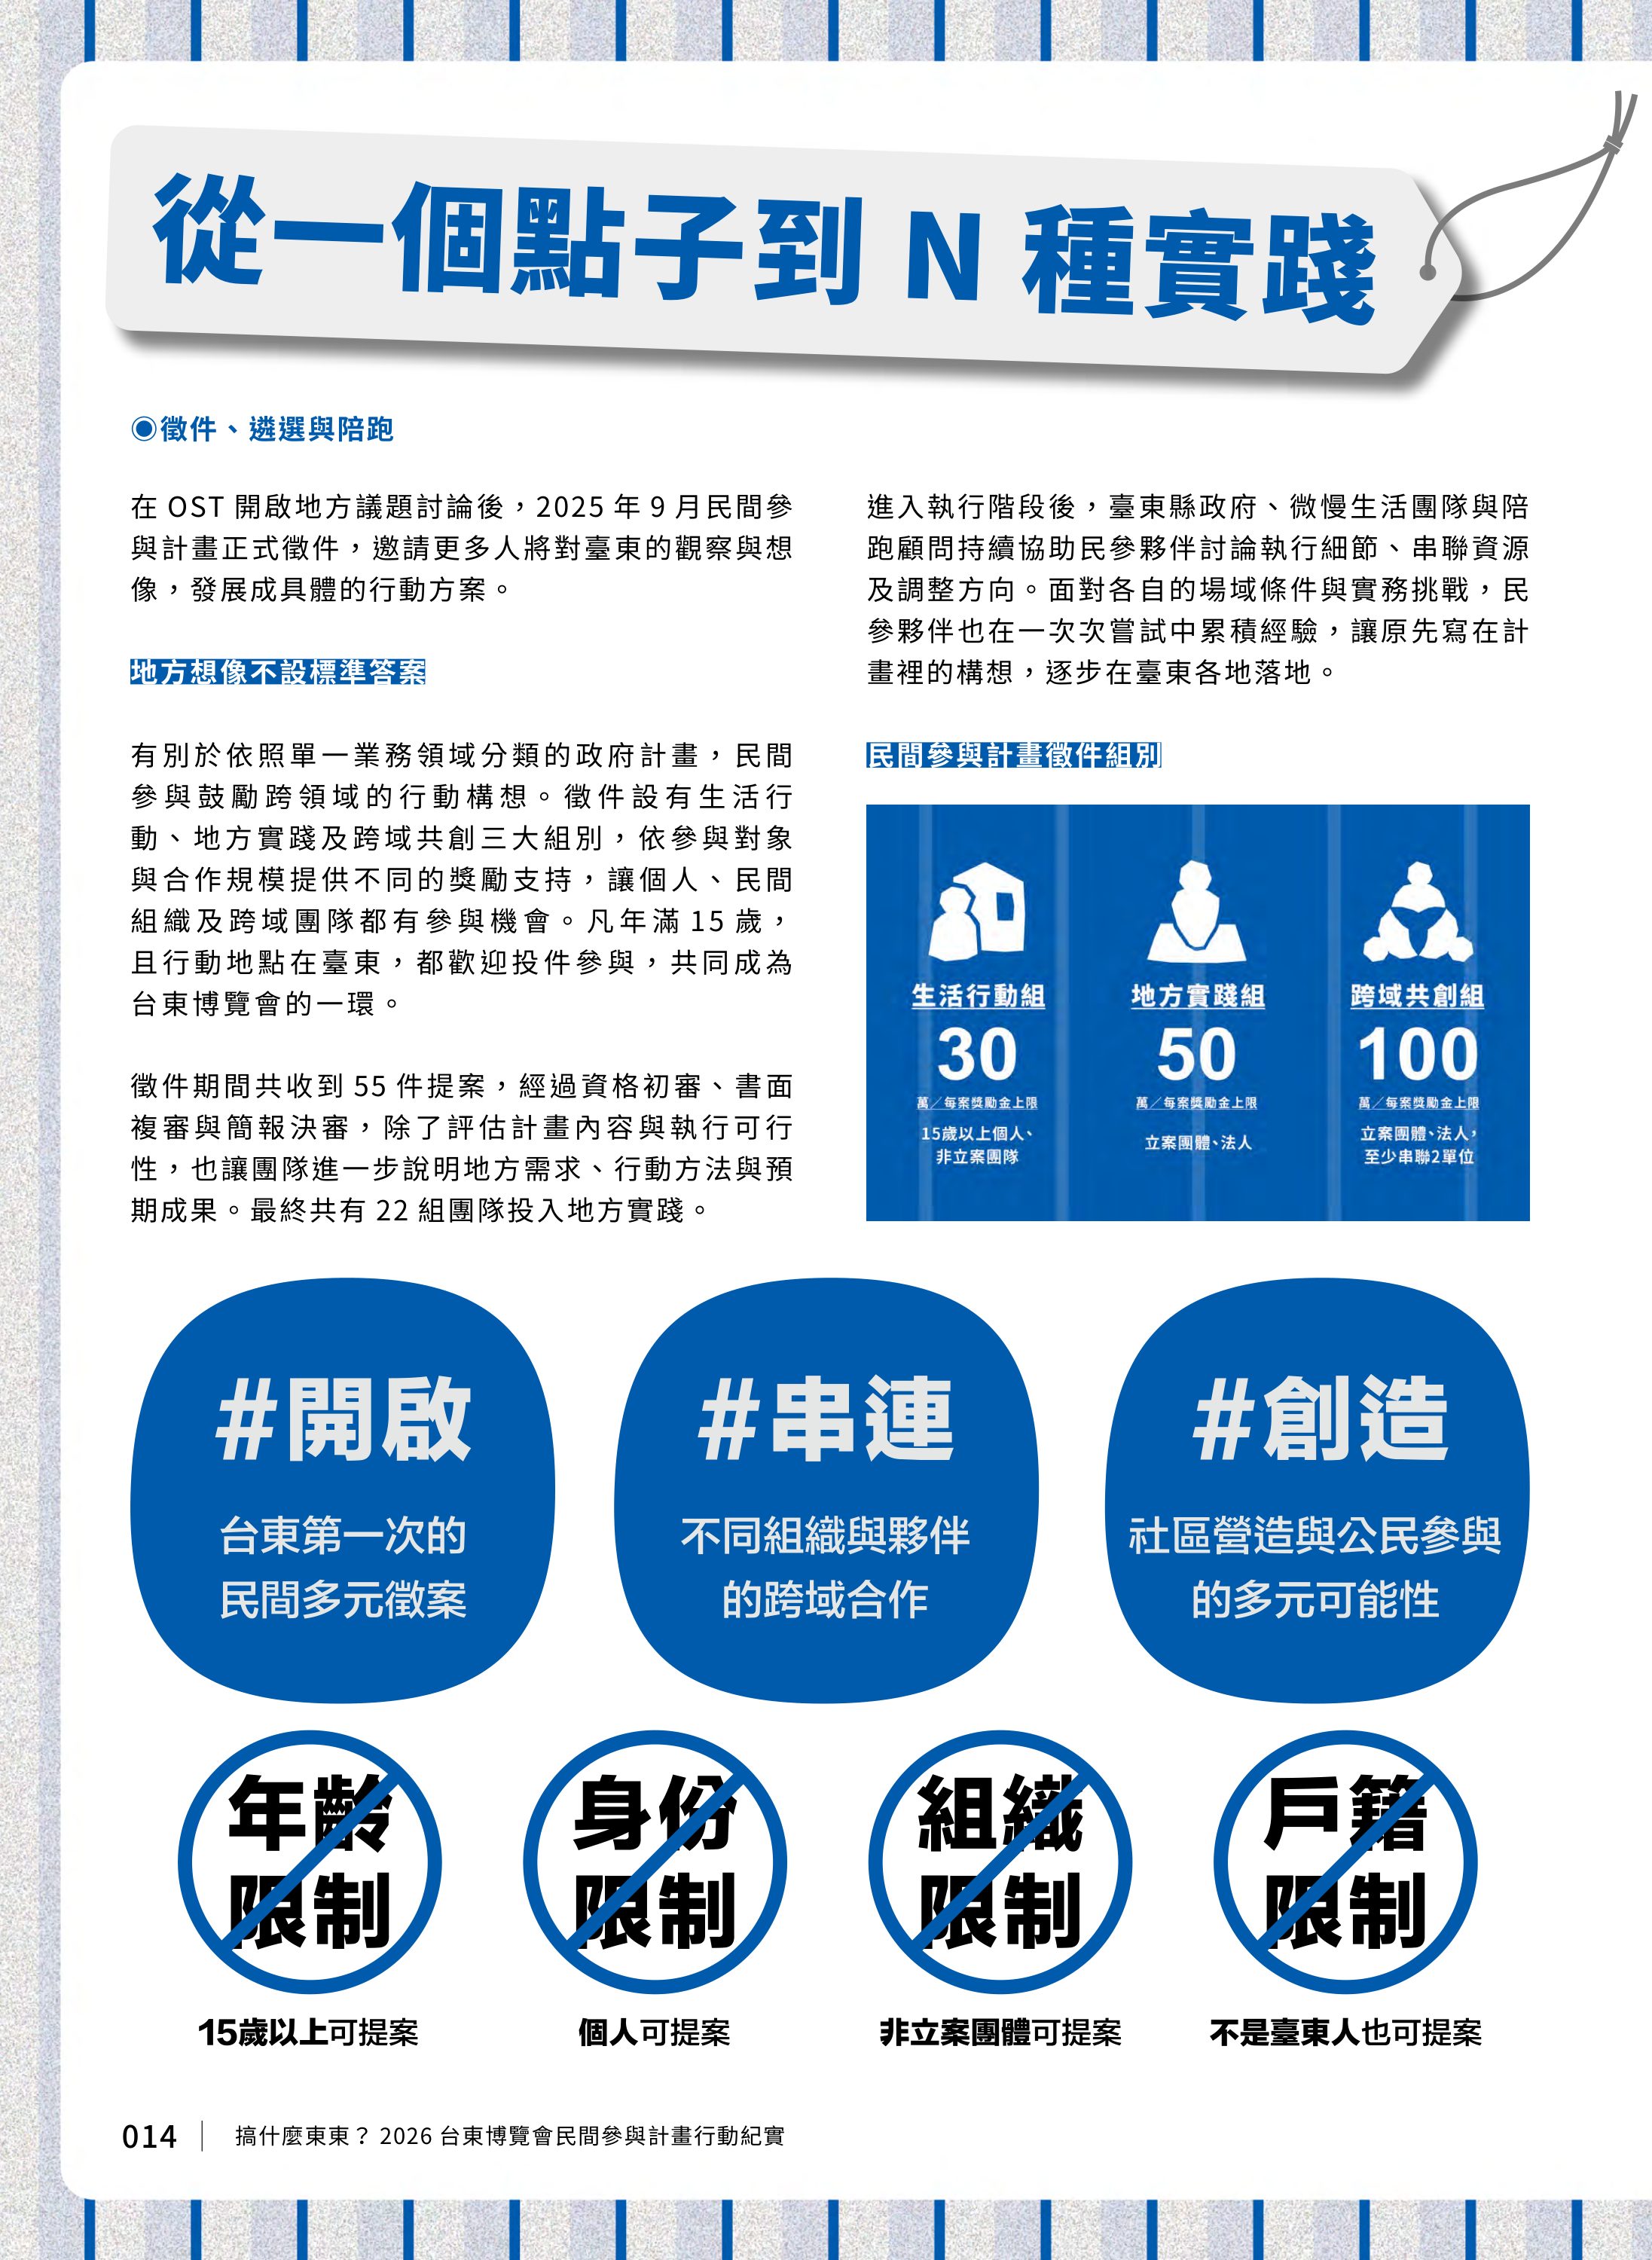 從一個點子到 N 種實踐
◉徵件、遴選與陪跑
在 OST 開啟地方議題討論後，2025 年 9 月民間參
與計畫正式徵件，邀請更多人將對臺東的觀察與想
像，發展成具體的行動方案。
地方想像不設標準答案
有別於依照單一業務領域分類的政府計畫，民間
參與鼓勵跨領域的行動構想。徵件設有生活行
動、地方實踐及跨域共創三大組別，依參與對象
與合作規模提供不同的獎勵支持，讓個人、民間
組織及跨域團隊都有參與機會。凡年滿 15 歲，
且行動地點在臺東，都歡迎投件參與，共同成為
台東博覽會的一環。
徵件期間共收到 55 件提案，經過資格初審、書面
複審與簡報決審，除了評估計畫內容與執行可行
性，也讓團隊進一步說明地方需求、行動方法與預
期成果。最終共有 22 組團隊投入地方實踐。
進入執行階段後，臺東縣政府、微慢生活團隊與陪
跑顧問持續協助民參夥伴討論執行細節、串聯資源
及調整方向。面對各自的場域條件與實務挑戰，民
參夥伴也在一次次嘗試中累積經驗，讓原先寫在計
畫裡的構想，逐步在臺東各地落地。
民間參與計畫徵件組別
生活行動組
30
萬／每案獎勵金上限
15歲以上個人、
非立案團隊
地方實踐組
50
萬／每案獎勵金上限
立案團體、法人
跨域共創組
100
萬／每案獎勵金上限
立案團體、法人，
至少串聯2單位
#開啟
台東第一次的
民間多元徵案
#串連
不同組織與夥伴
的跨域合作
#創造
社區營造與公民參與
的多元可能性
年齡
限制
15歲以上可提案
身份
限制
個人可提案
組織
限制
非立案團體可提案
戶籍
限制
不是臺東人也可提案
014 │ 搞什麼東東？ 2026 台東博覽會民間參與計畫行動紀實